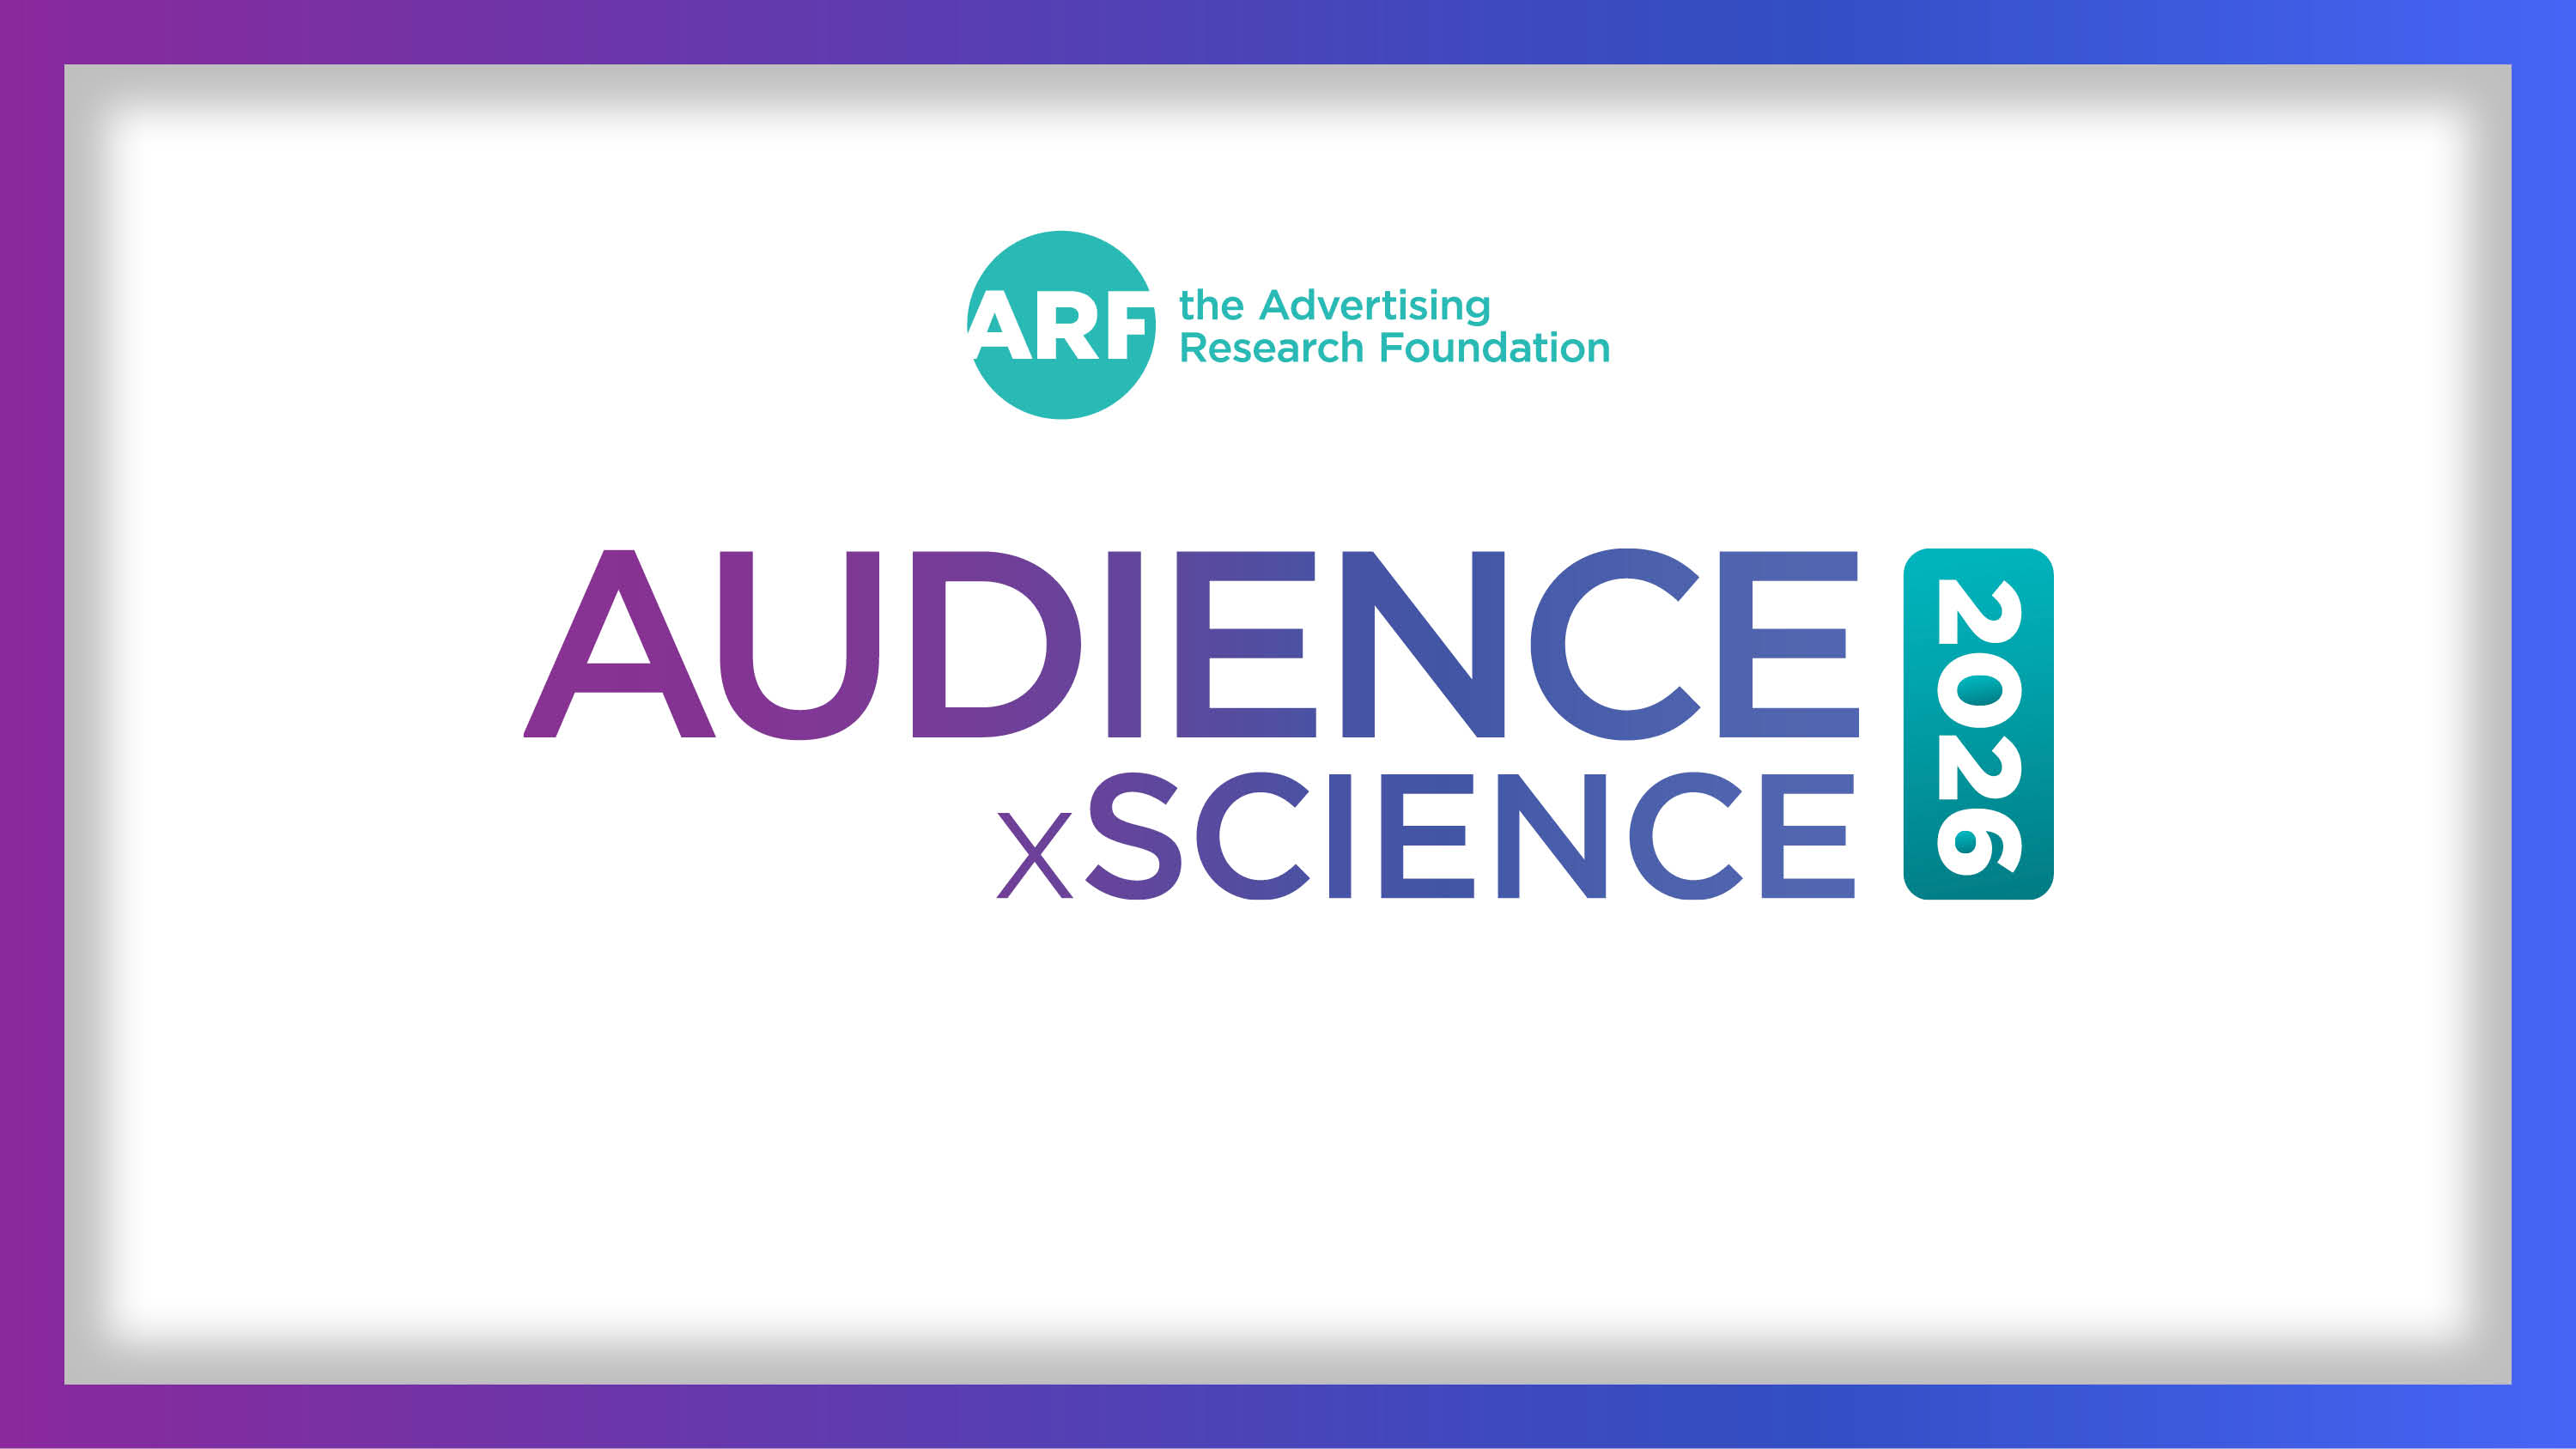 ARF
the Advertising
Research Foundation
AUDIENCE
xSCIENCE
2026